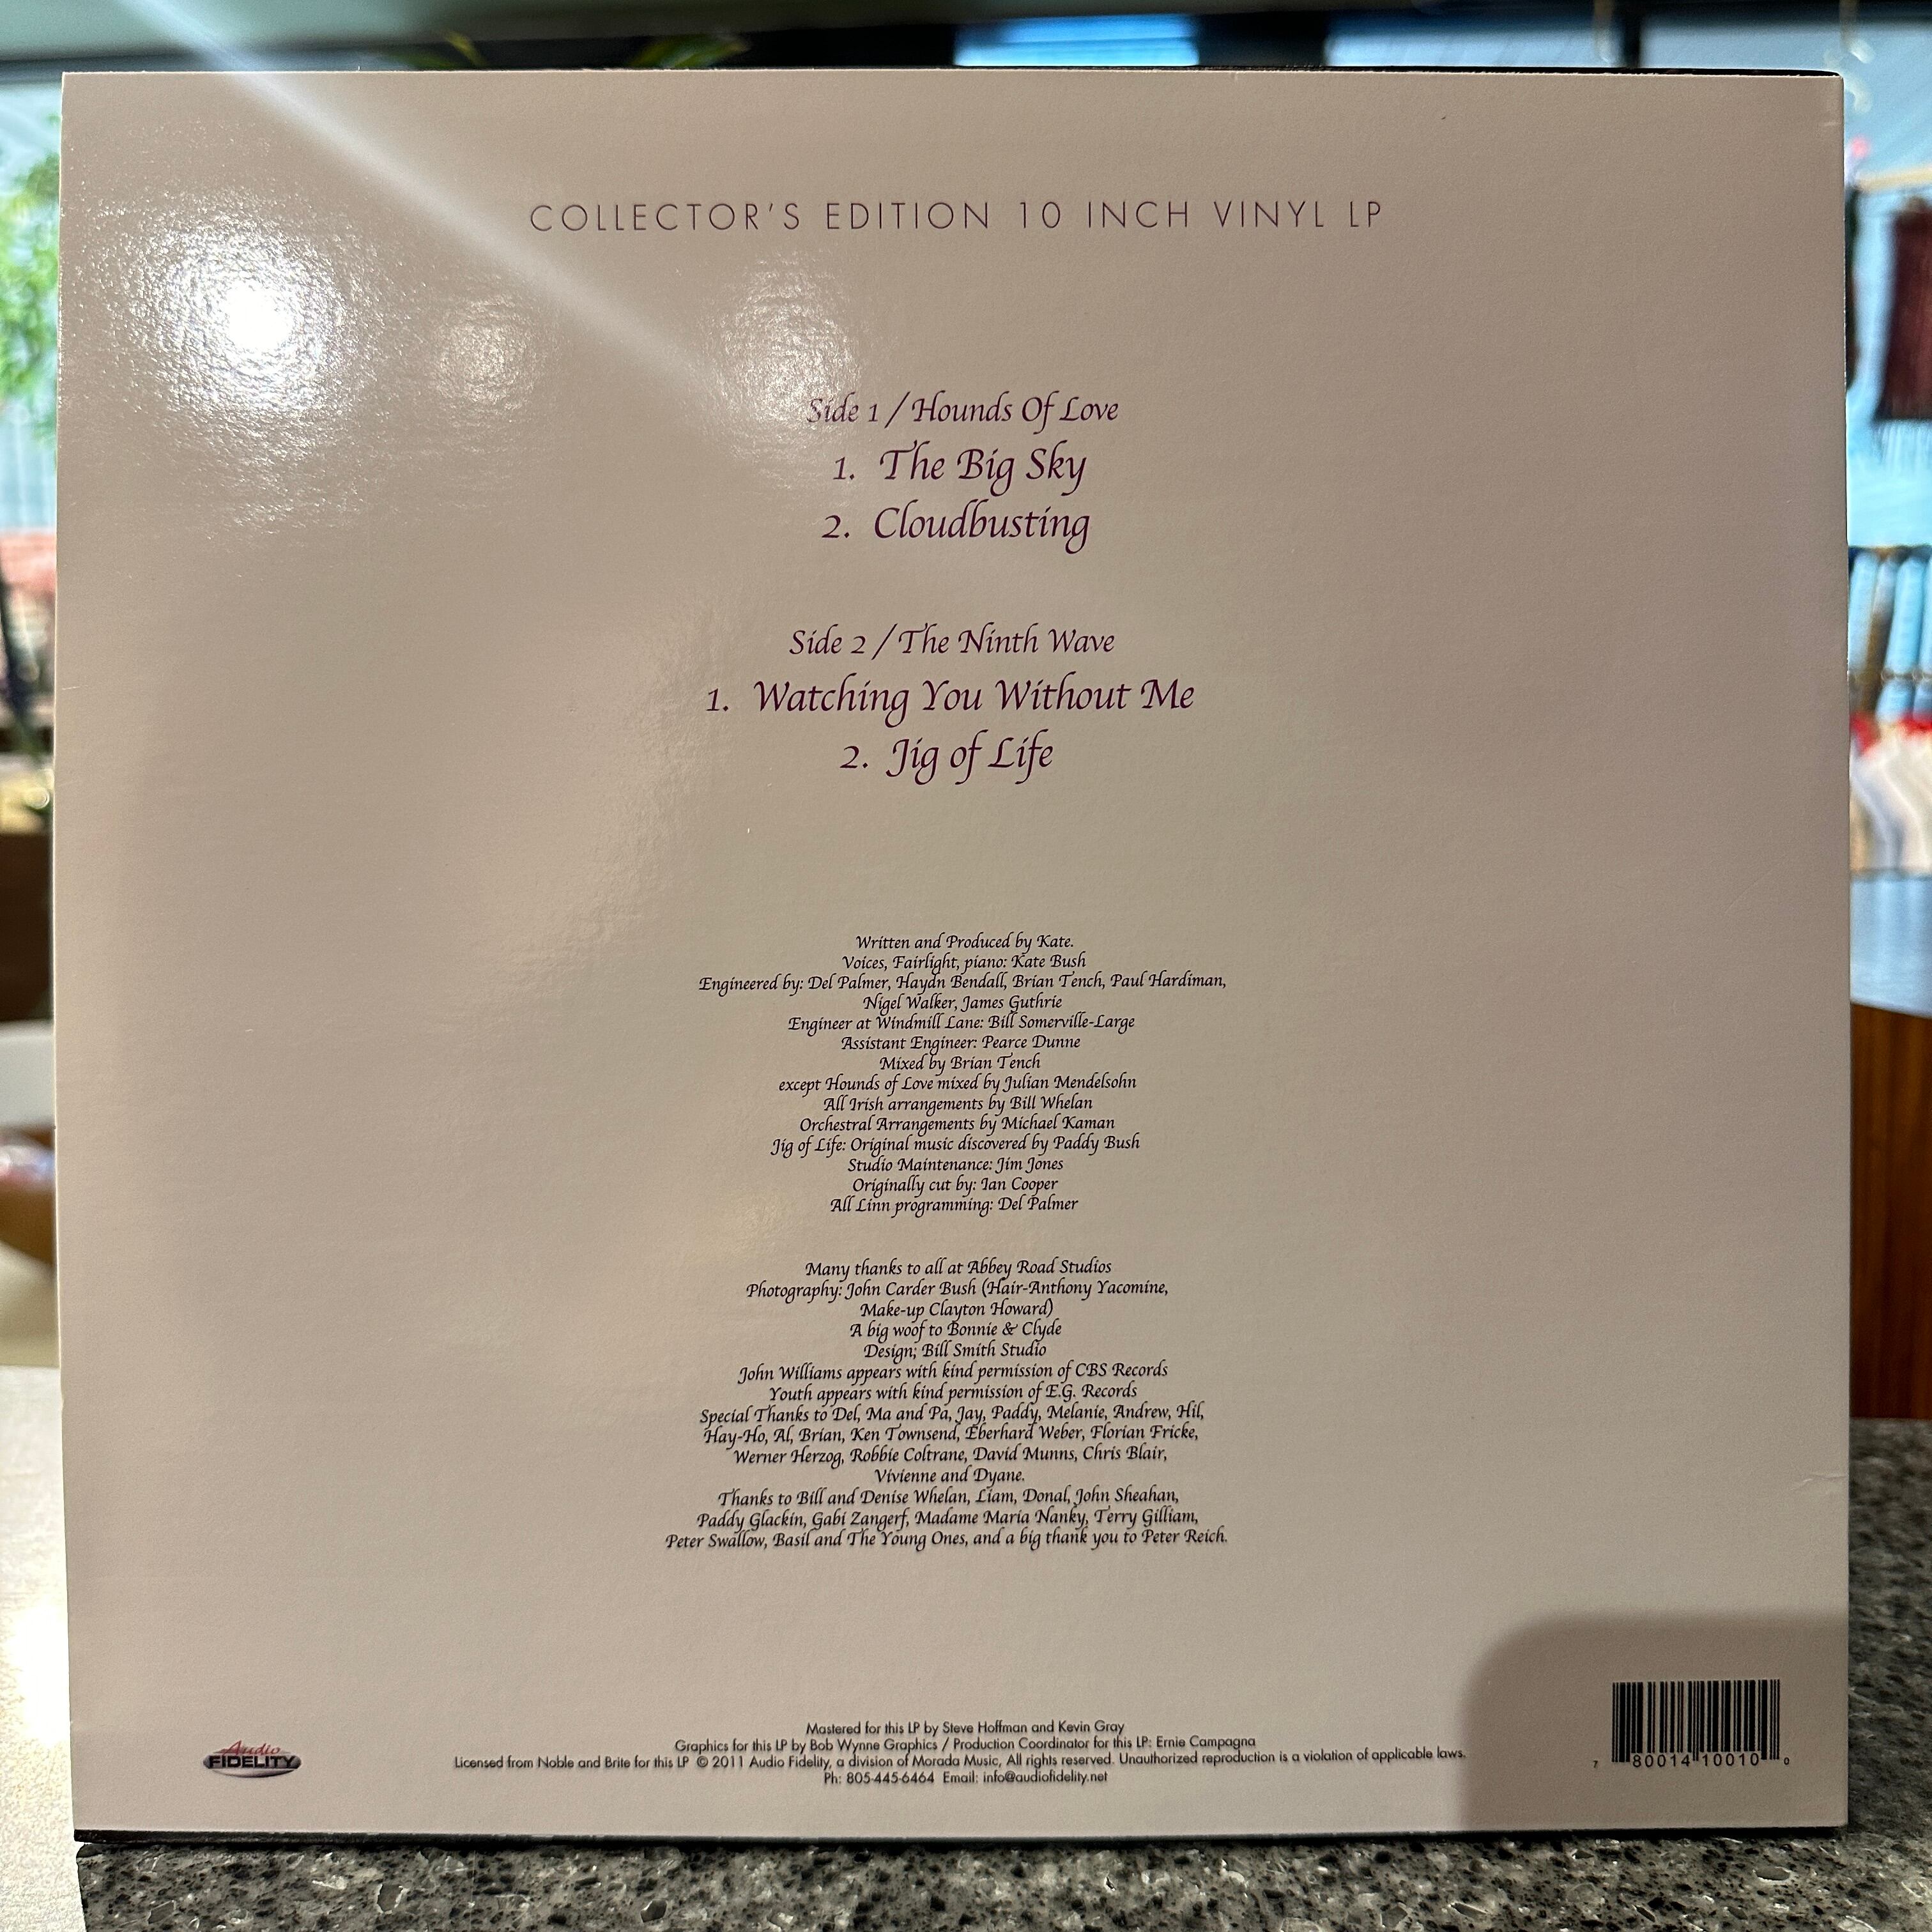 COLLECTOR'S EDITION 10 INCH VINYL LP
Side 1 / Hounds Of Love
1. The Big Sky
2. Cloudbusting
Side 2 / The Ninth Wave
1. Watching You Without Me
2. Jig of Life
Written and Produced by Kate.
Voices, Fairlight, piano: Kate Bush
Engineered by: Del Palmer, Haydn Bendall, Brian Tench, Paul Hardiman,
Nigel Walker, James Guthrie
Engineer at Windmill Lane: Bill Somerville-Large
Assistant Engineer: Pearce Dunne
Mixed by Brian Tench
except Hounds of Love mixed by Julian Mendelsohn
All Irish arrangements by Bill Whelan
Orchestral Arrangements by Michael Kaman
Jig of Life: Original music discovered by Paddy Bush
Studio Maintenance: Jim Jones
Originally cut by: Ian Cooper
All Linn programming: Del Palmer
Many thanks to all at Abbey Road Studios
Photography: John Carder Bush (Hair-Anthony Yacomine,
Make-up Clayton Howard)
A big woof to Bonnie & Clyde
Design; Bill Smith Studio
John Williams appears with kind permission of CBS Records
Youth appears with kind permission of E.G. Records
Special Thanks to Del, Ma and Pa, Jay, Paddy, Melanie, Andrew, Hil,
Hay-Ho, Al, Brian, Ken Townsend, Eberhard Weber, Florian Fricke,
Werner Herzog, Robbie Coltrane, David Munns, Chris Blair,
Vivienne and Dyane.
Thanks to Bill and Denise Whelan, Liam, Donal, John Sheahan,
Paddy Glackin, Gabi Zangerf, Madame Maria Nanky, Terry Gilliam,
Peter Swallow, Basil and The Young Ones, and a big thank you to Peter Reich.
Mastered for this LP by Steve Hoffman and Kevin Gray
Graphics for this LP by Bob Wynne Graphics / Production Coordinator for this LP: Ernie Campagna
Licensed from Noble and Brite for this LP © 2011 Audio Fidelity, a division of Morada Music, All rights reserved. Unauthorized reproduction is a violation of applicable laws.
Ph: 805-445-6464 Email: info@audiofidelity.net
Audio
FIDELITY
7 80014 10010 0